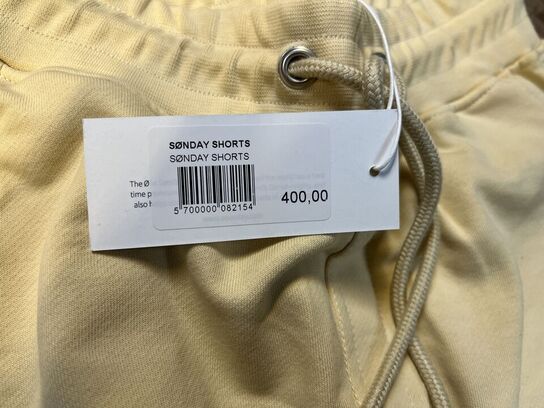 SØNDAY SHORTS
SØNDAY SHORTS
The Ø
time p
also
5 700000 082154
400,00